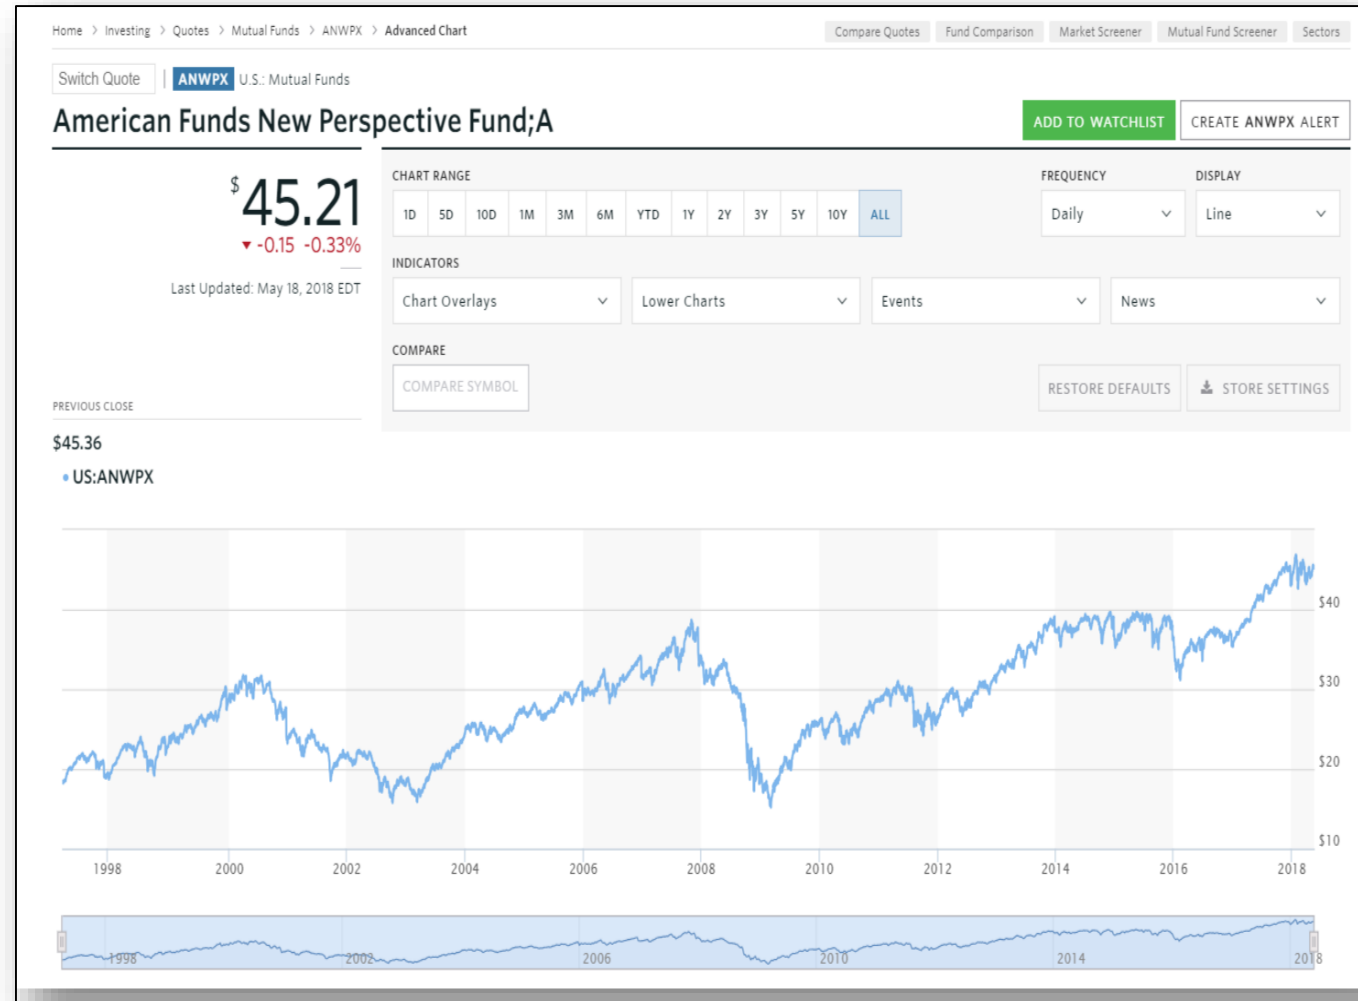 Home > Investing > Quotes > Mutual Funds > ANWPX > Advanced Chart
Compare Quotes Fund Comparison Market Screener Mutual Fund Screener Sectors
Switch Quote | ANWPX U.S.: Mutual Funds
American Funds New Perspective Fund;A
ADD TO WATCHLIST CREATE ANWPX ALERT
$45.21
▼ -0.15 -0.33%
Last Updated: May 18, 2018 EDT
PREVIOUS CLOSE
$45.36
CHART RANGE FREQUENCY DISPLAY
1D 5D 10D 1M 3M 6M YTD 1Y 2Y 3Y 5Y 10Y ALL Daily Line
INDICATORS
Chart Overlays Lower Charts Events News
COMPARE
COMPARE SYMBOL RESTORE DEFAULTS STORE SETTINGS
US:ANWPX
$40
$30
$20
$10
1998 2000 2002 2004 2006 2008 2010 2012 2014 2016 2018
1998 2002 2006 2010 2014 2018